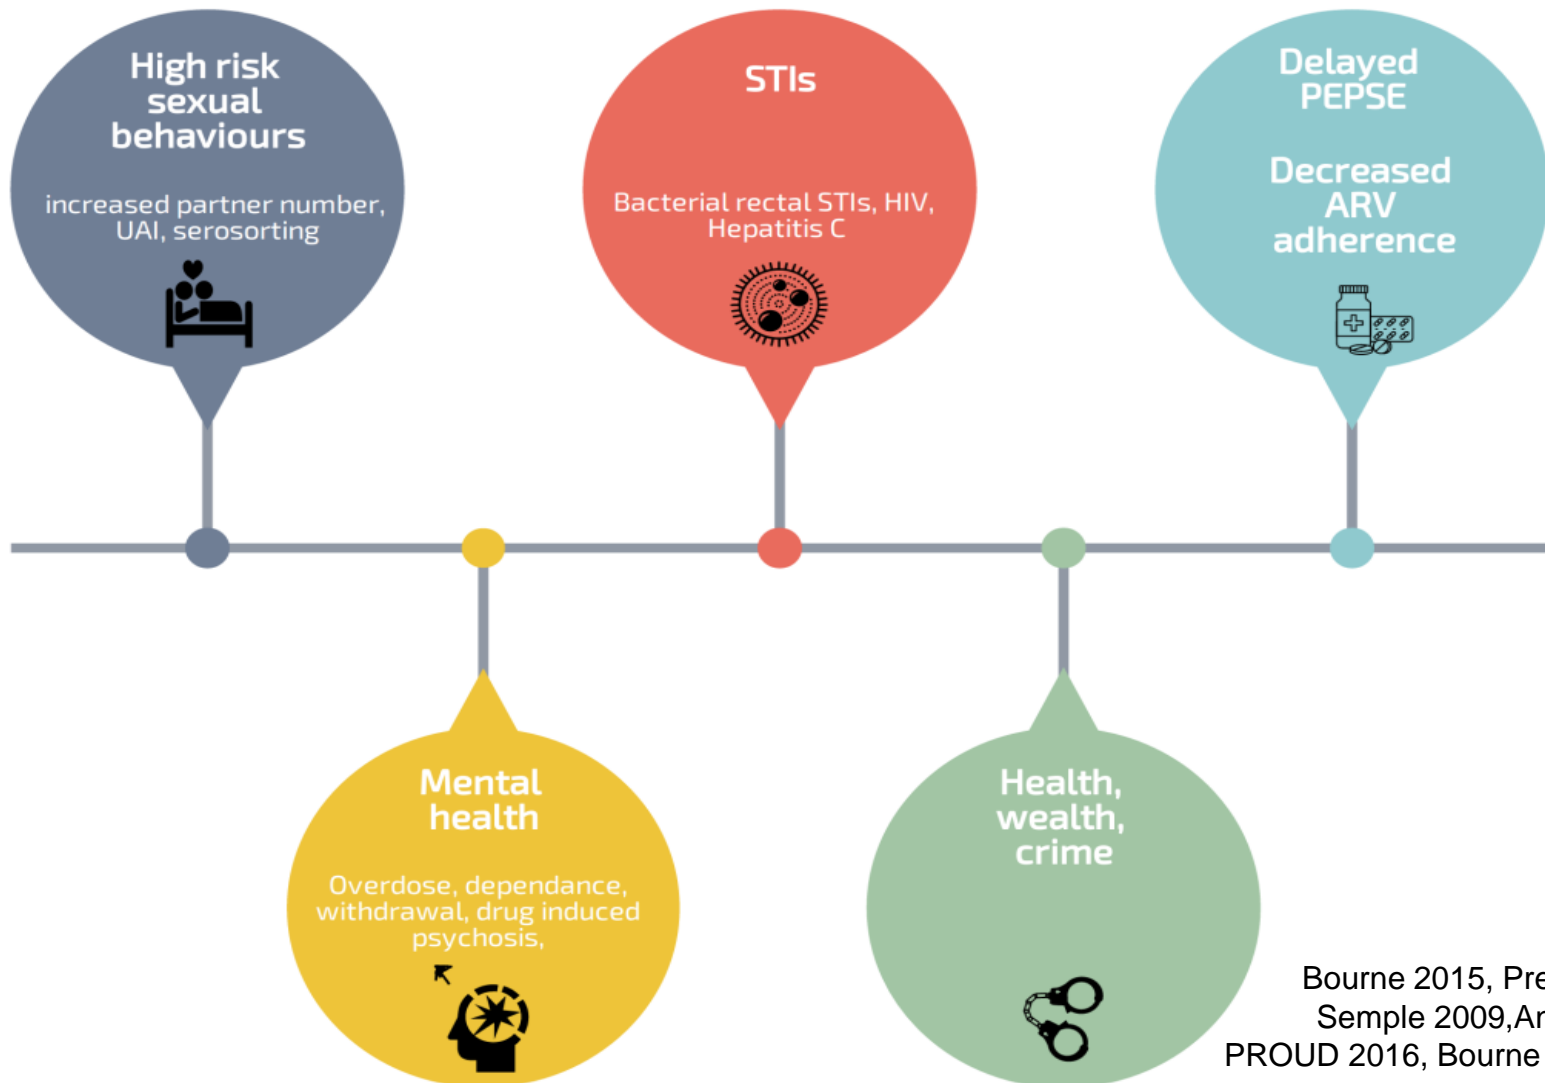 High risk
sexual
behaviours
increased partner number,
UAI, serosorting
Mental
health
Overdose, dependance,
withdrawal, drug induced
psychosis,
STIs
Bacterial rectal STIs, HIV,
Hepatitis C
Health,
wealth,
crime
Delayed
PEPSE
Decreased
ARV
adherence
Bourne 2015,
Semple 2009,
PROUD 2016, Bourne